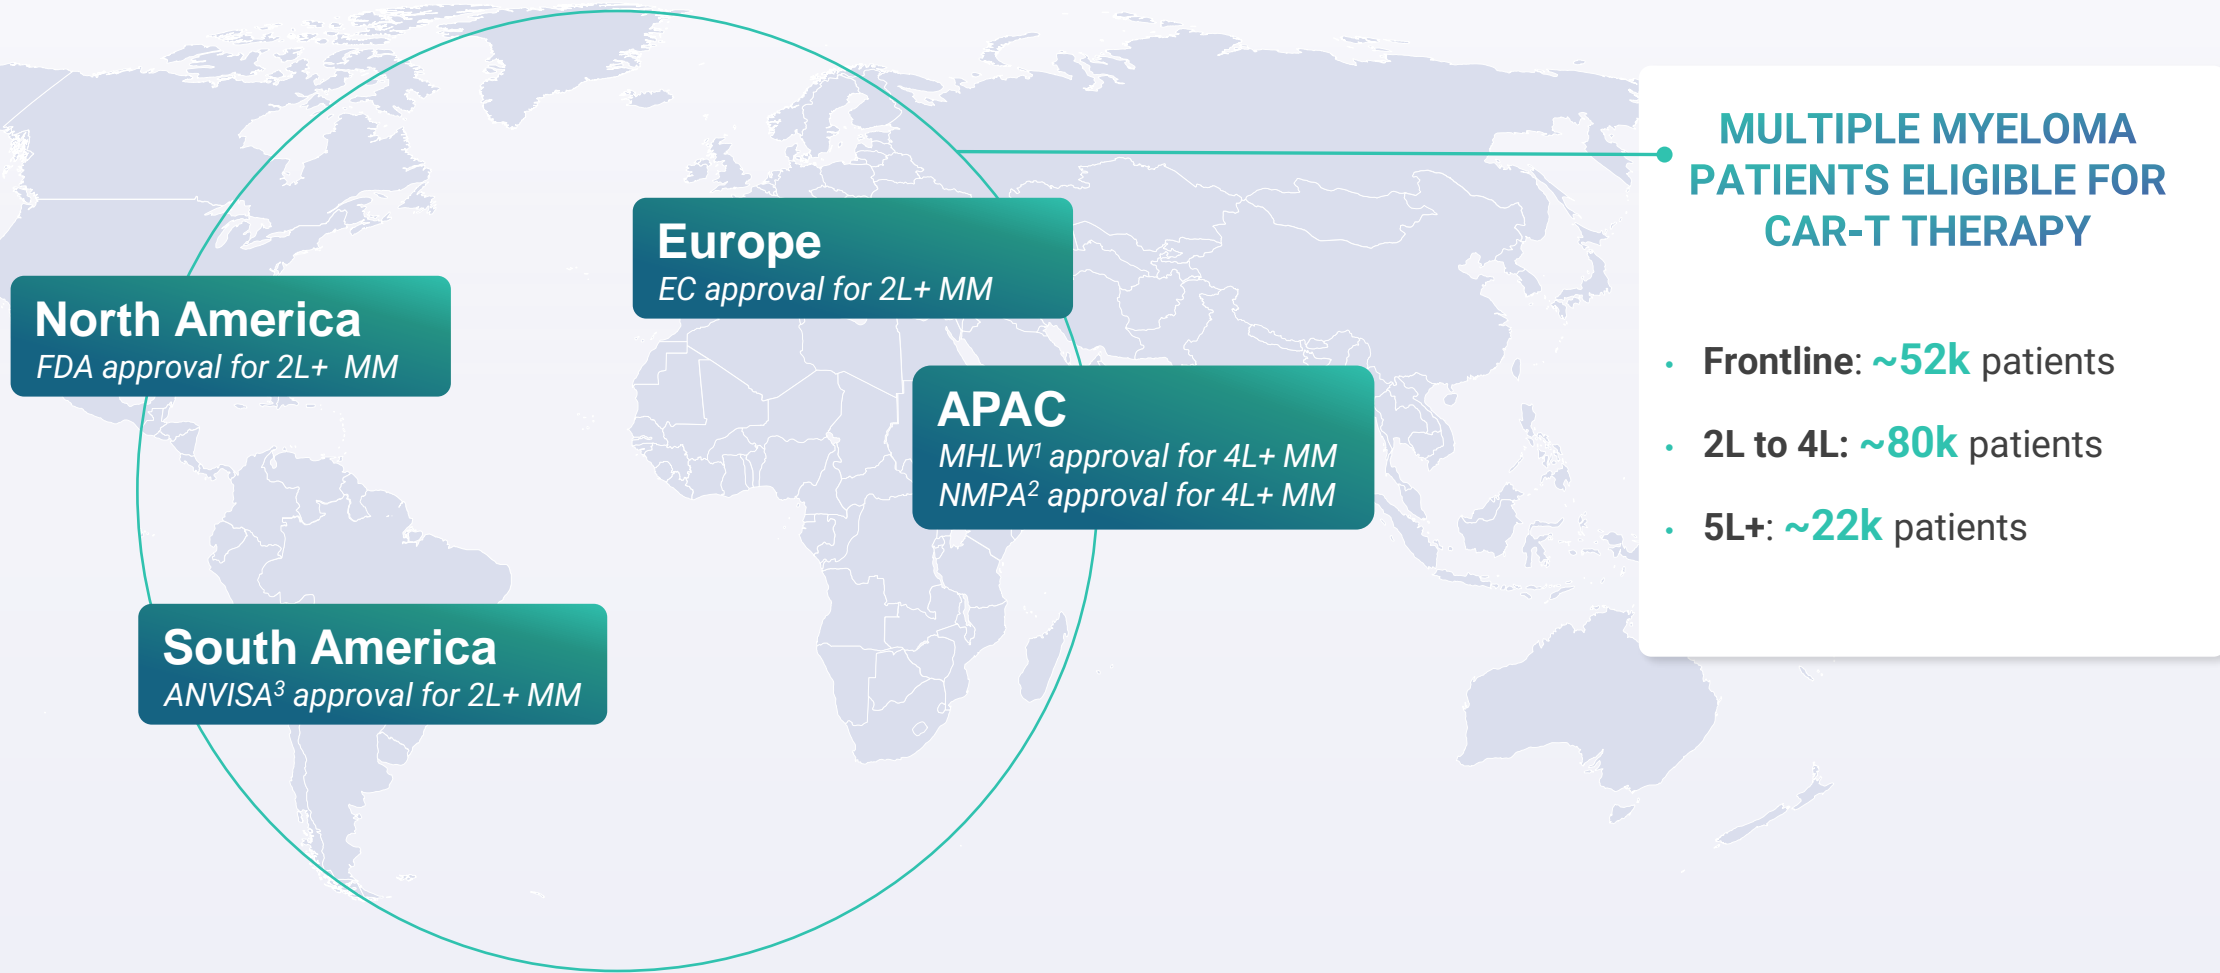 North America
FDA approval for 2L+ MM
Europe
EC approval for 2L+ MM
APAC
MHLW¹ approval for 4L+ MM
NMPA² approval for 4L+ MM
South America
ANVISA³ approval for 2L+ MM
MULTIPLE MYELOMA
PATIENTS ELIGIBLE FOR
CAR-T THERAPY
• Frontline: ~52k patients
• 2L to 4L: ~80k patients
• 5L+: ~22k patients